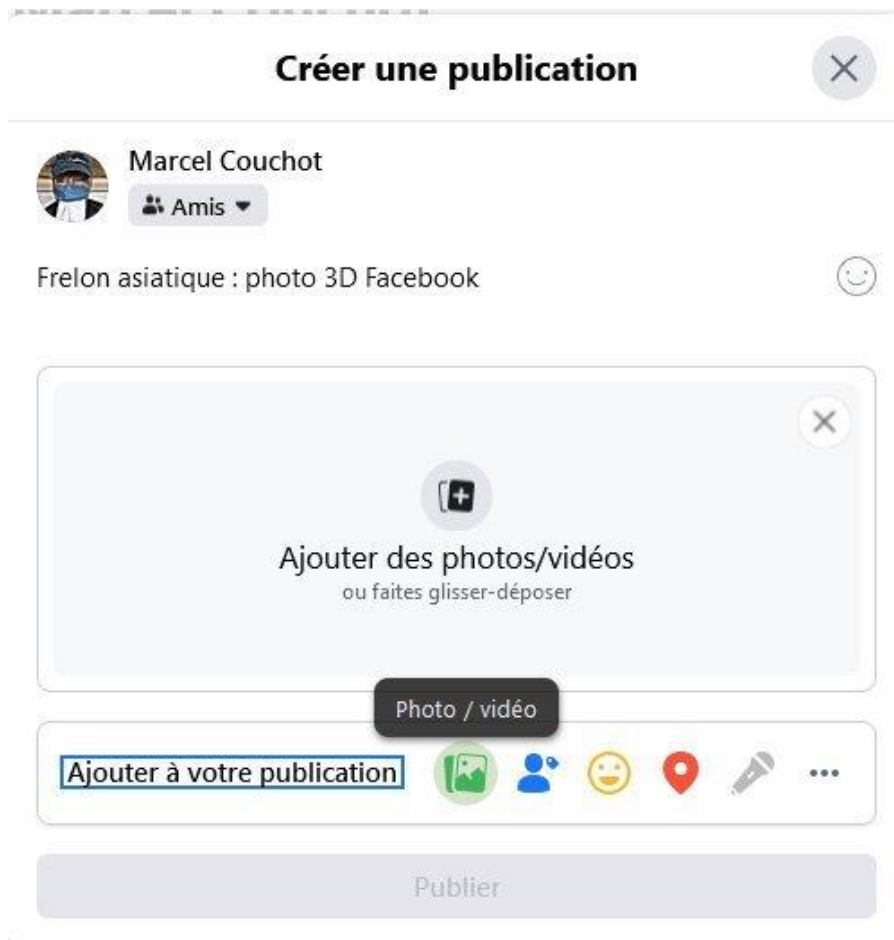 Créer une publication
Marcel Couchot
Amis
Frelon asiatique : photo 3D Facebook
Ajouter des photos/vidéos
ou faites glisser-déposer
Photo / vidéo
Ajouter à votre publication
Publier